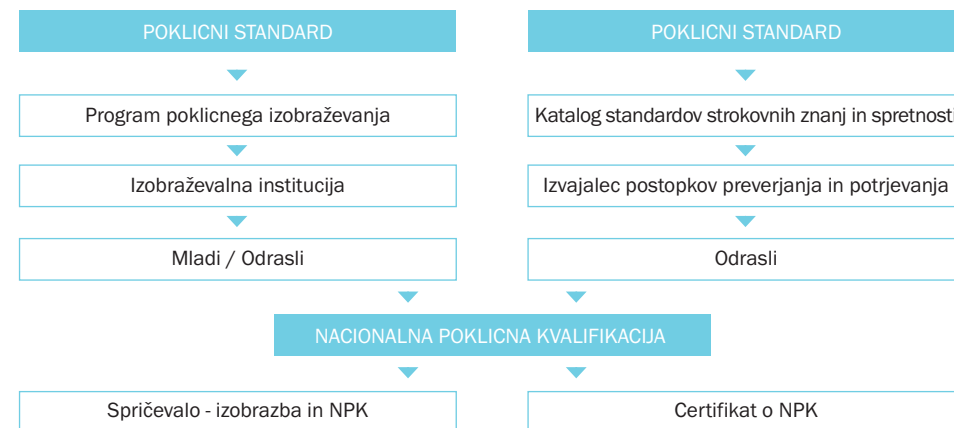 POKLICNI STANDARD
POKLICNI STANDARD
Program poklicnega izobraževanja
Katalog standardov strokovnih znanj in spretnosti
Izobraževalna institucija
Izvajalec postopkov preverjanja in potrjevanja
Mladi / Odrasli
Odrasli
NACIONALNA POKLICNA KVALIFIKACIJA
Spričevalo - izobrazba in NPK
Certifikat o NPK